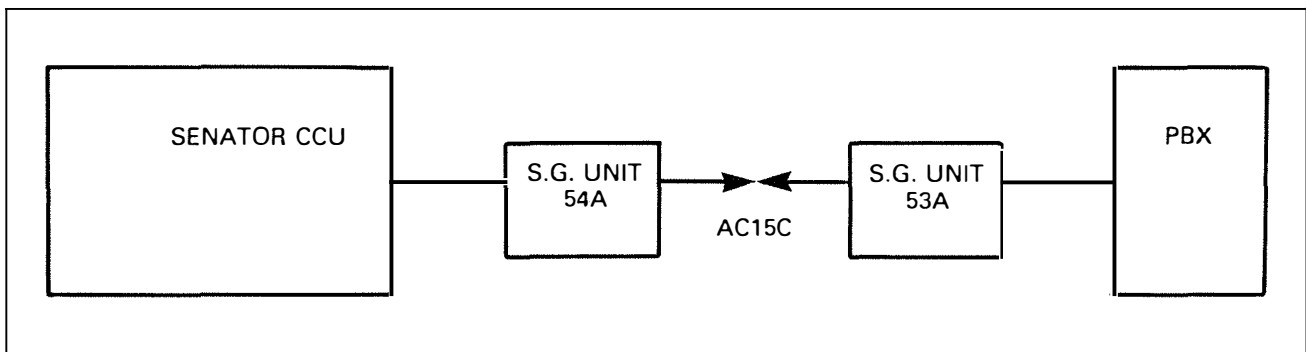 SENATOR CCU
S.G. UNIT
54A
AC15C
S.G. UNIT
53A
PBX